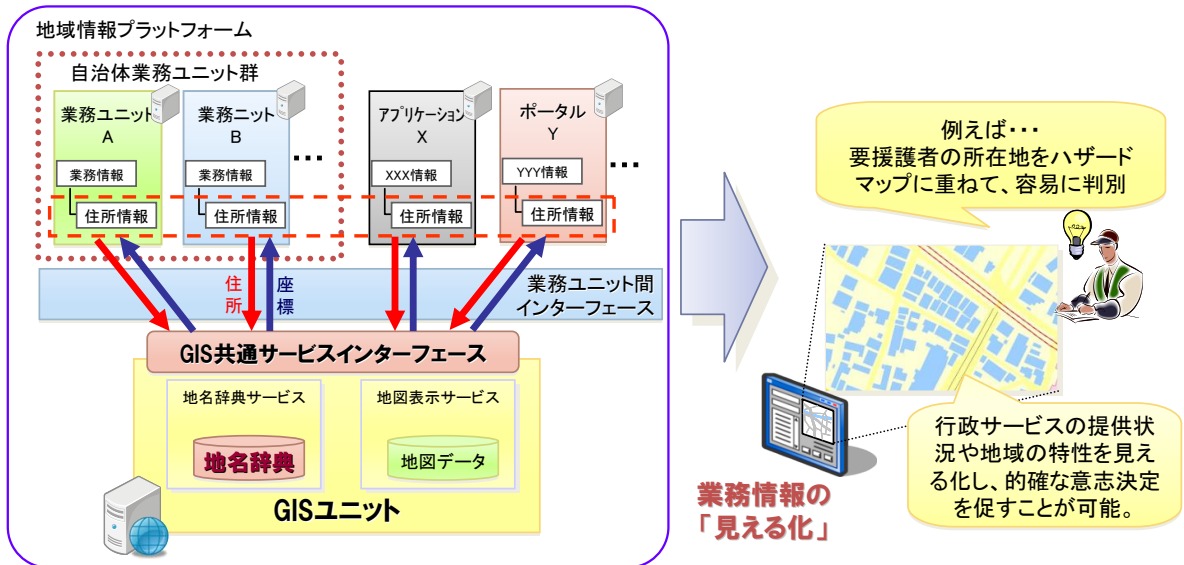 地域情報プラットフォーム
自治体業務ユニット群
業務ユニット
A
業務情報
住所情報
業務ニット
B
業務情報
住所情報
•••
アプリケーション
X
XXX情報
住所情報
ポータル
Y
YYY情報
住所情報
•••
住所
座標
業務ユニット間
インターフェース
GIS共通サービスインターフェース
地名辞典サービス
地名辞典
地図表示サービス
地図データ
GISユニット
例えば・・・
要援護者の所在地をハザード
マップに重ねて、容易に判別
行政サービスの提供状
況や地域の特性を見え
る化し、的確な意志決定
を促すことが可能。
業務情報の
「見える化」